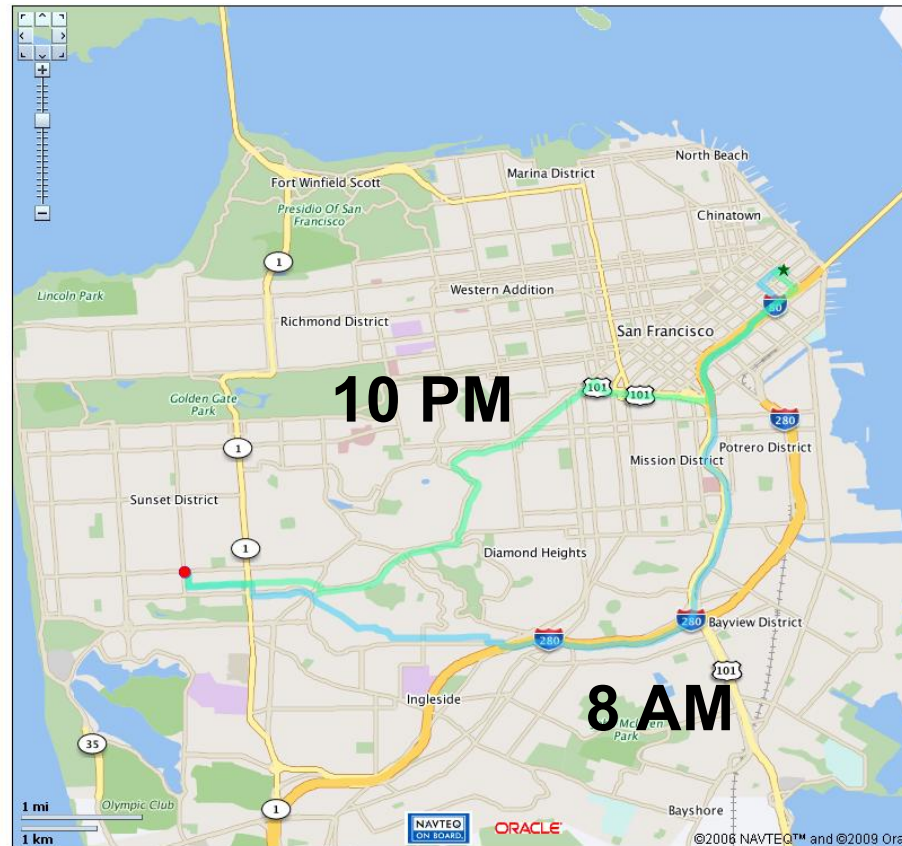 North Beach
Marina District
Fort Winfield Scott
Presidio Of San
Francisco
Chinatown
1
Lincoln Park
Western Addition
80
Richmond District
San Francisco
10 PM
101
101
Golden Gate
Park
280
1
Potrero District
Mission District
Sunset District
1
Diamond Heights
280
280
Bayview District
101
Ingleside
8 AM
McLaren
Park
35
1 mi
Olympic Club
1
Bayshore
1 km
NAVTEQ
ON BOARD.
ORACLE
©2006 NAVTEQ™ and ©2009 Ora